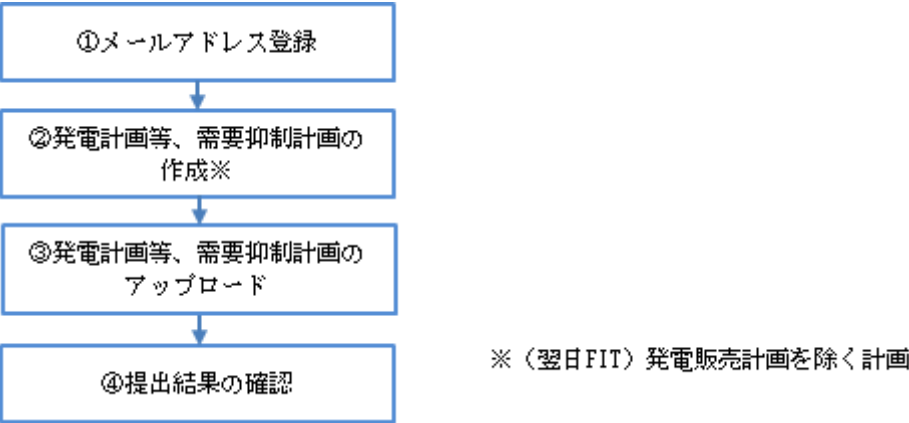 ①メールアドレス登録
②発電計画等、需要抑制計画の
作成※
③発電計画等、需要抑制計画の
アップロード
④提出結果の確認
※（翌日FIT）発電販売計画を除く計画